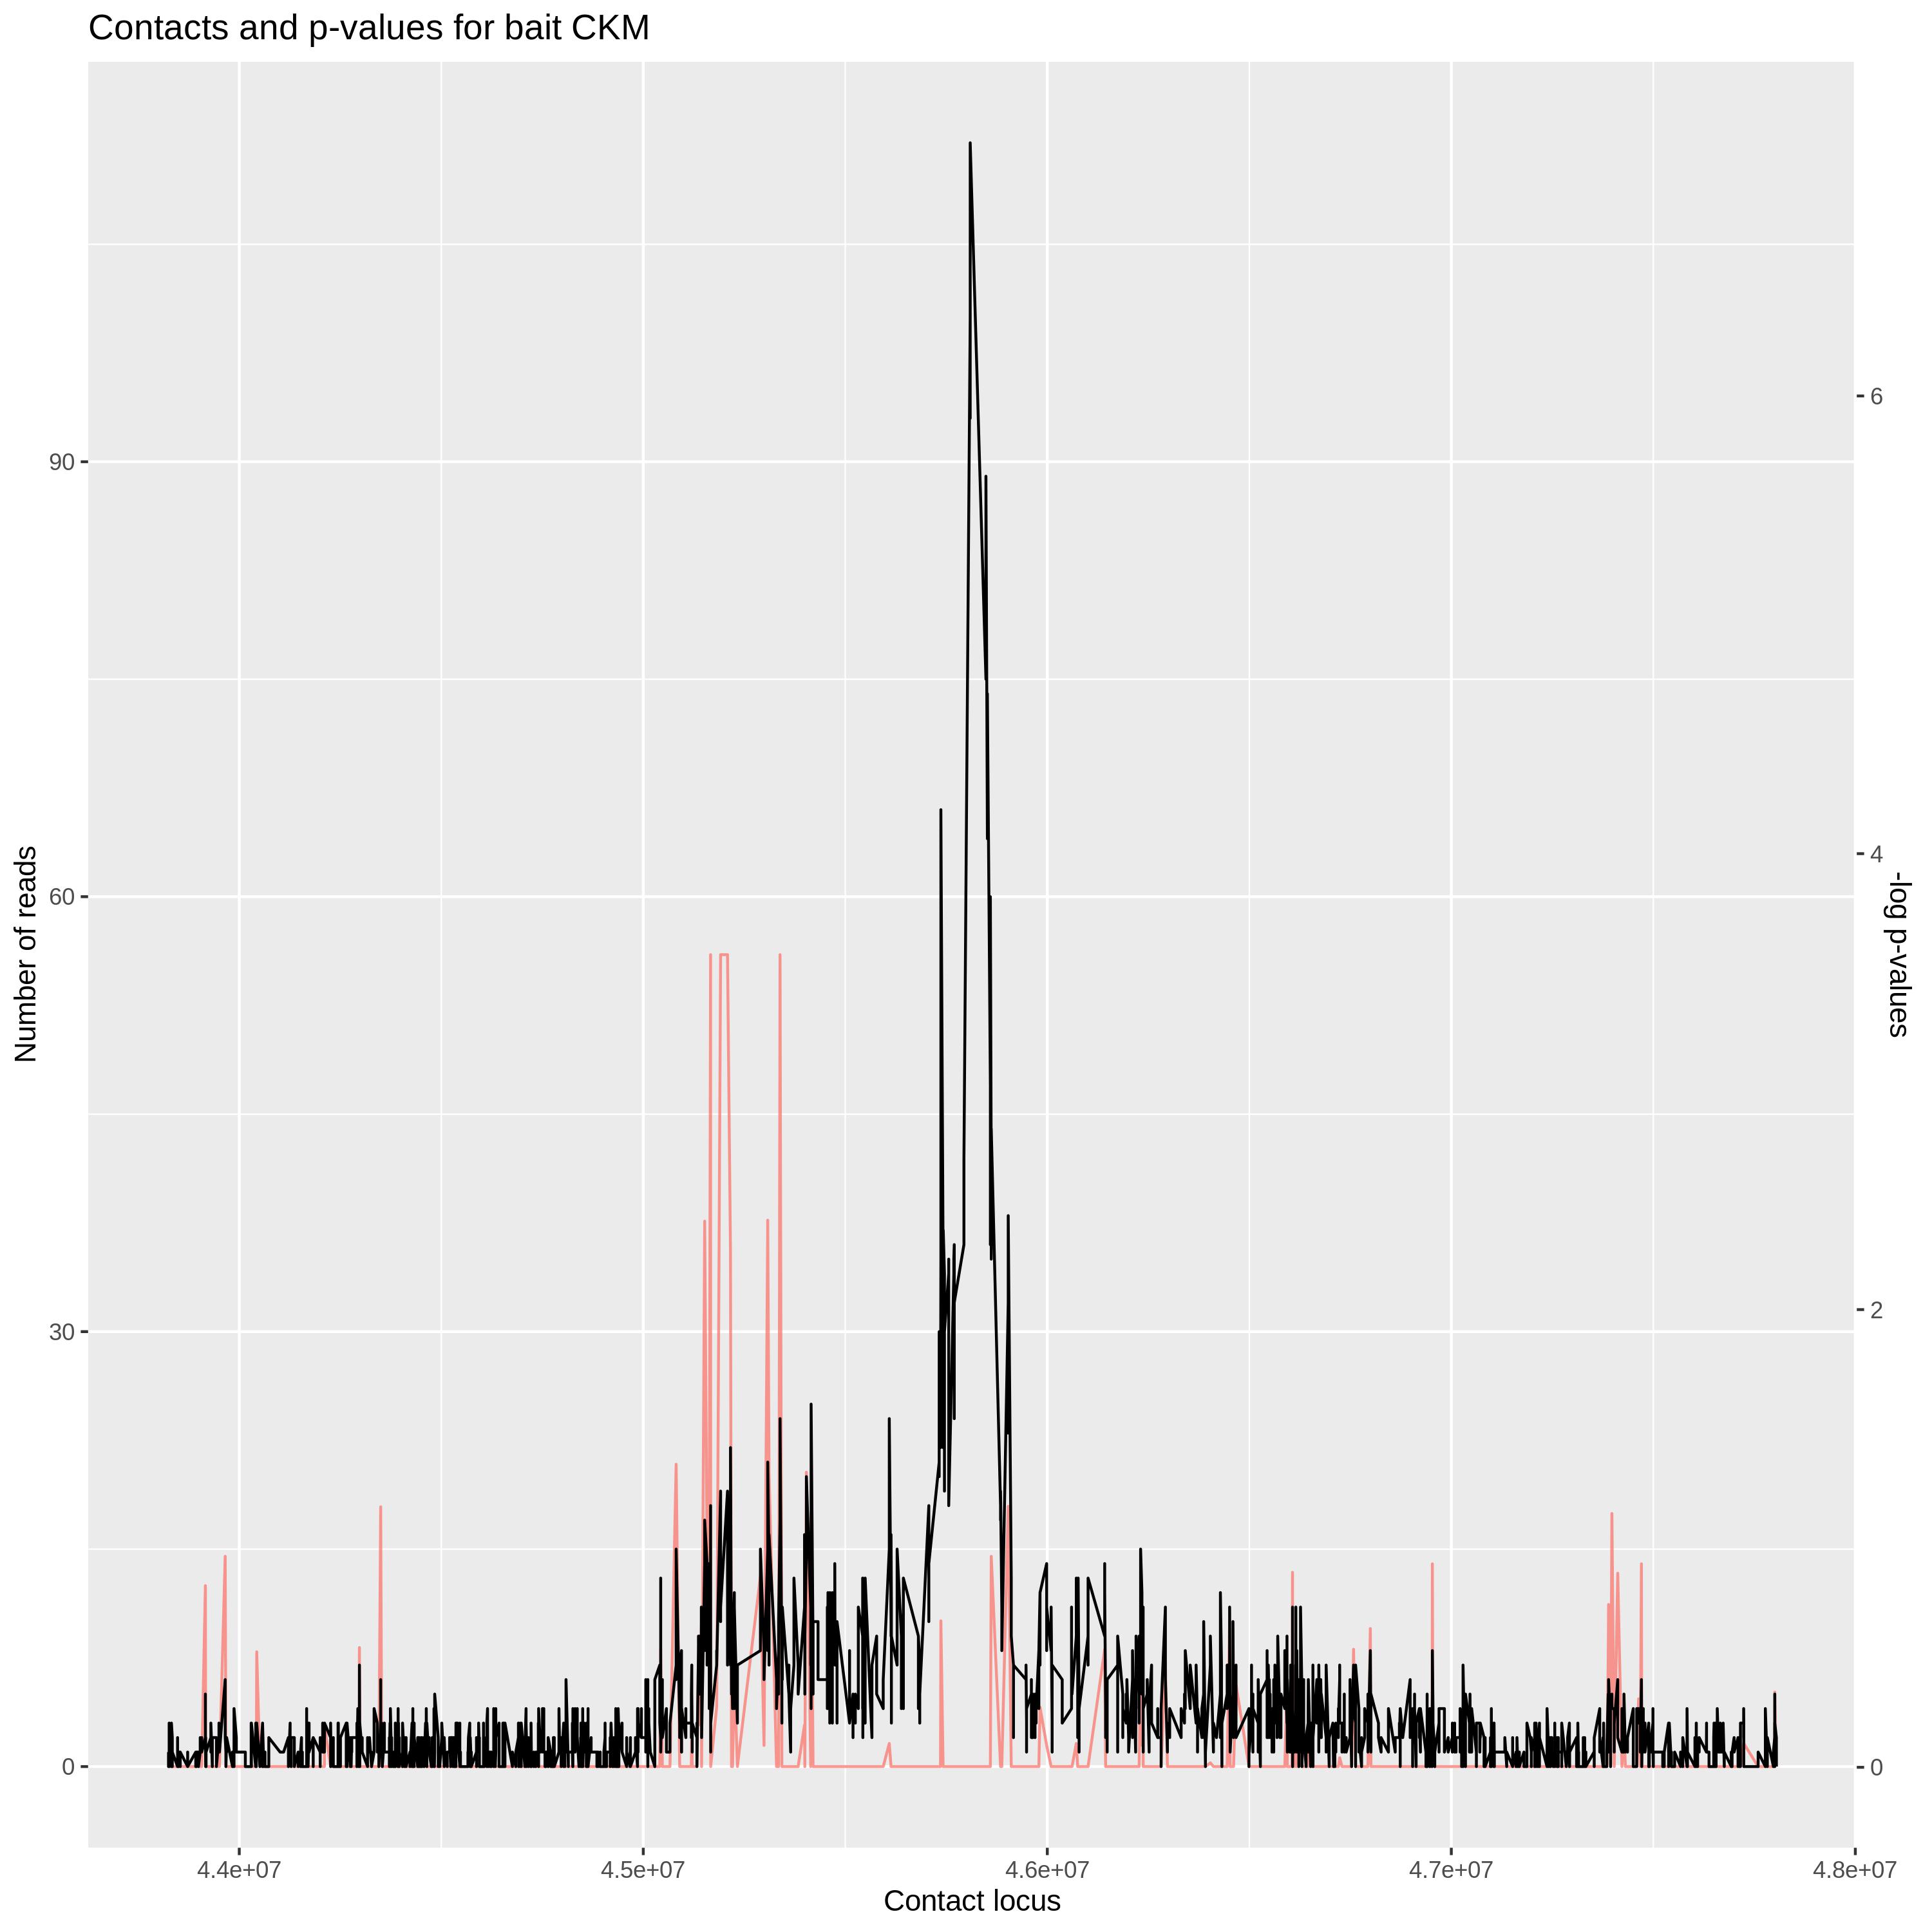 Contacts and p-values for bait CKM
Number of reads
90
60
30
0
6
4
2
0
-log p-values
4.4e+07 4.5e+07 4.6e+07 4.7e+07 4.8e+07
Contact locus